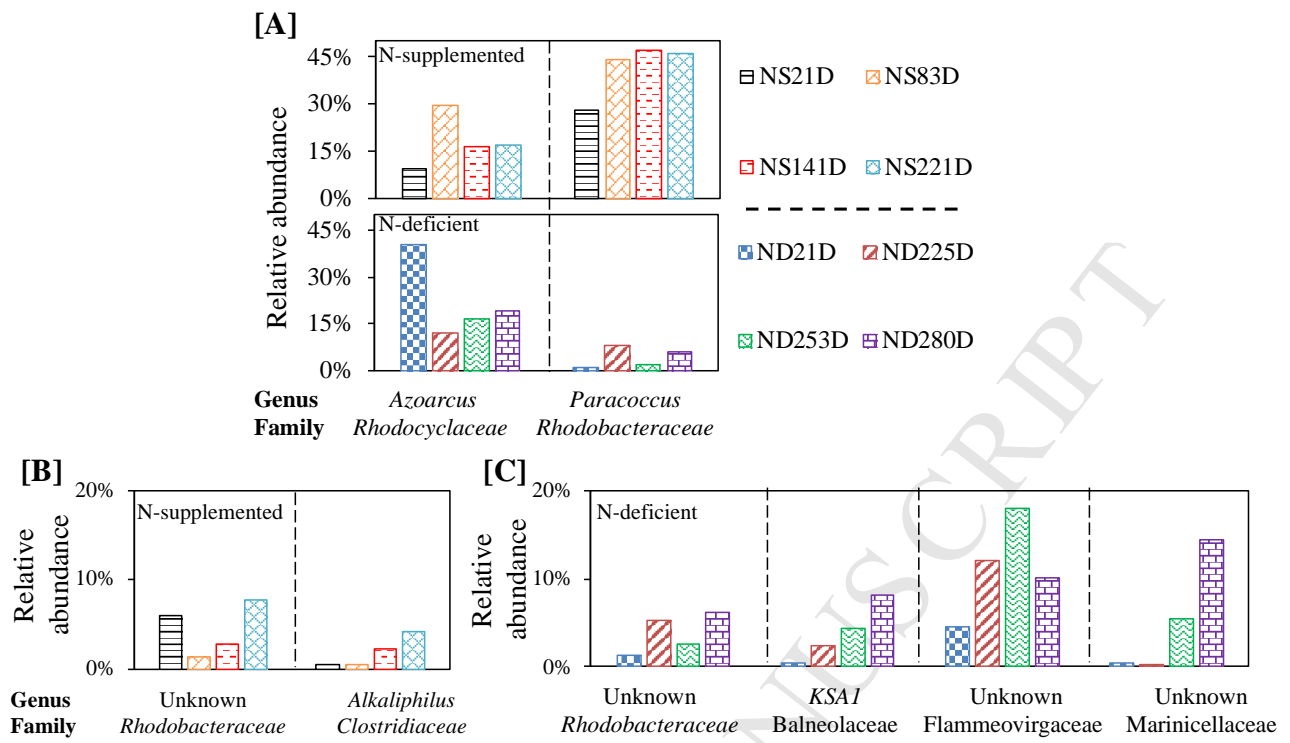 [A]
45%
30%
15%
0%
N-supplemented
45%
30%
15%
0%
N-deficient
Relative abundance
Genus Azoarcus Paracoccus
Family Rhodocyclaceae Rhodobacteraceae
NS21D NS83D
NS141D NS221D
ND21D ND225D
ND253D ND280D
[B]
20%
10%
0%
Relative
abundance
N-supplemented
Genus Unknown Alkaliphilus
Family Rhodobacteraceae Clostridiaceae
[C]
20%
10%
0%
Relative
abundance
N-deficient
Unknown KSA1 Unknown Unknown
Rhodobacteraceae Balneolaceae Flammeovirgaceae Marinicellaceae
NUSCRIPT